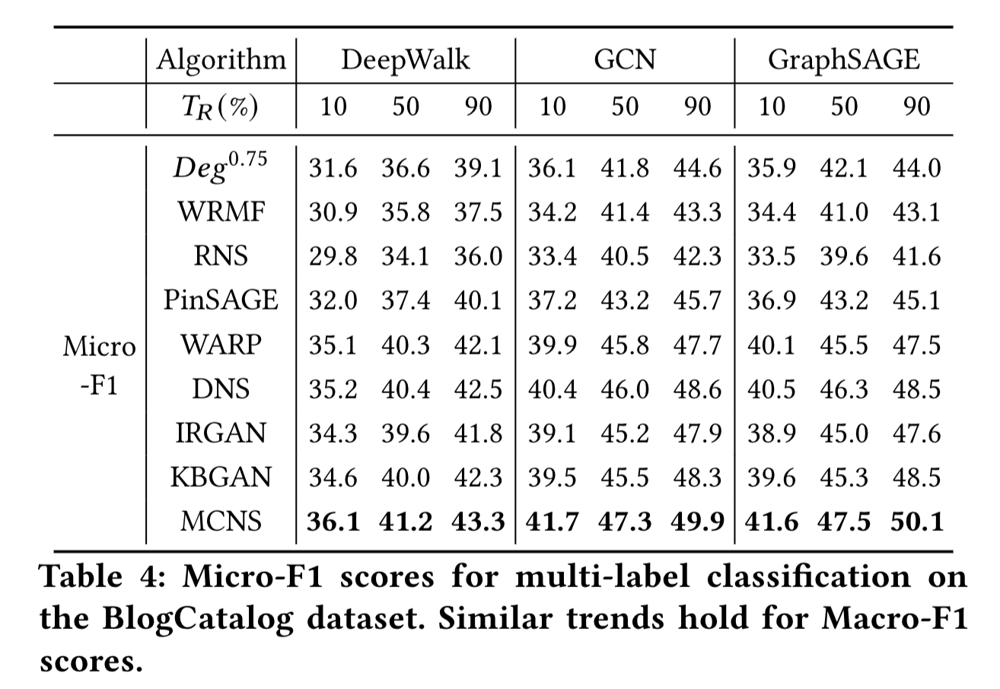 Algorithm DeepWalk GCN GraphSAGE
T_R(%) 10 50 90 10 50 90 10 50 90
Deg^0.75 31.6 36.6 39.1 36.1 41.8 44.6 35.9 42.1 44.0
WRMF 30.9 35.8 37.5 34.2 41.4 43.3 34.4 41.0 43.1
RNS 29.8 34.1 36.0 33.4 40.5 42.3 33.5 39.6 41.6
PinSAGE 32.0 37.4 40.1 37.2 43.2 45.7 36.9 43.2 45.1
Micro
-F1
WARP 35.1 40.3 42.1 39.9 45.8 47.7 40.1 45.5 47.5
DNS 35.2 40.4 42.5 40.4 46.0 48.6 40.5 46.3 48.5
IRGAN 34.3 39.6 41.8 39.1 45.2 47.9 38.9 45.0 47.6
KBGAN 34.6 40.0 42.3 39.5 45.5 48.3 39.6 45.3 48.5
MCNS 36.1 41.2 43.3 41.7 47.3 49.9 41.6 47.5 50.1
Table 4: Micro-F1 scores for multi-label classification on
the BlogCatalog dataset. Similar trends hold for Macro-F1
scores.